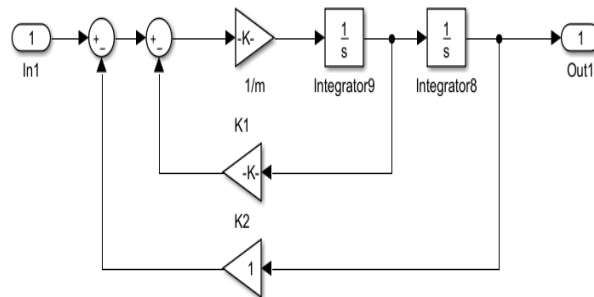 1
In1
+
−
+
−
-K-
1/m
1
s
Integrator9
1
s
Integrator8
1
Out1
K1
-K-
K2
1